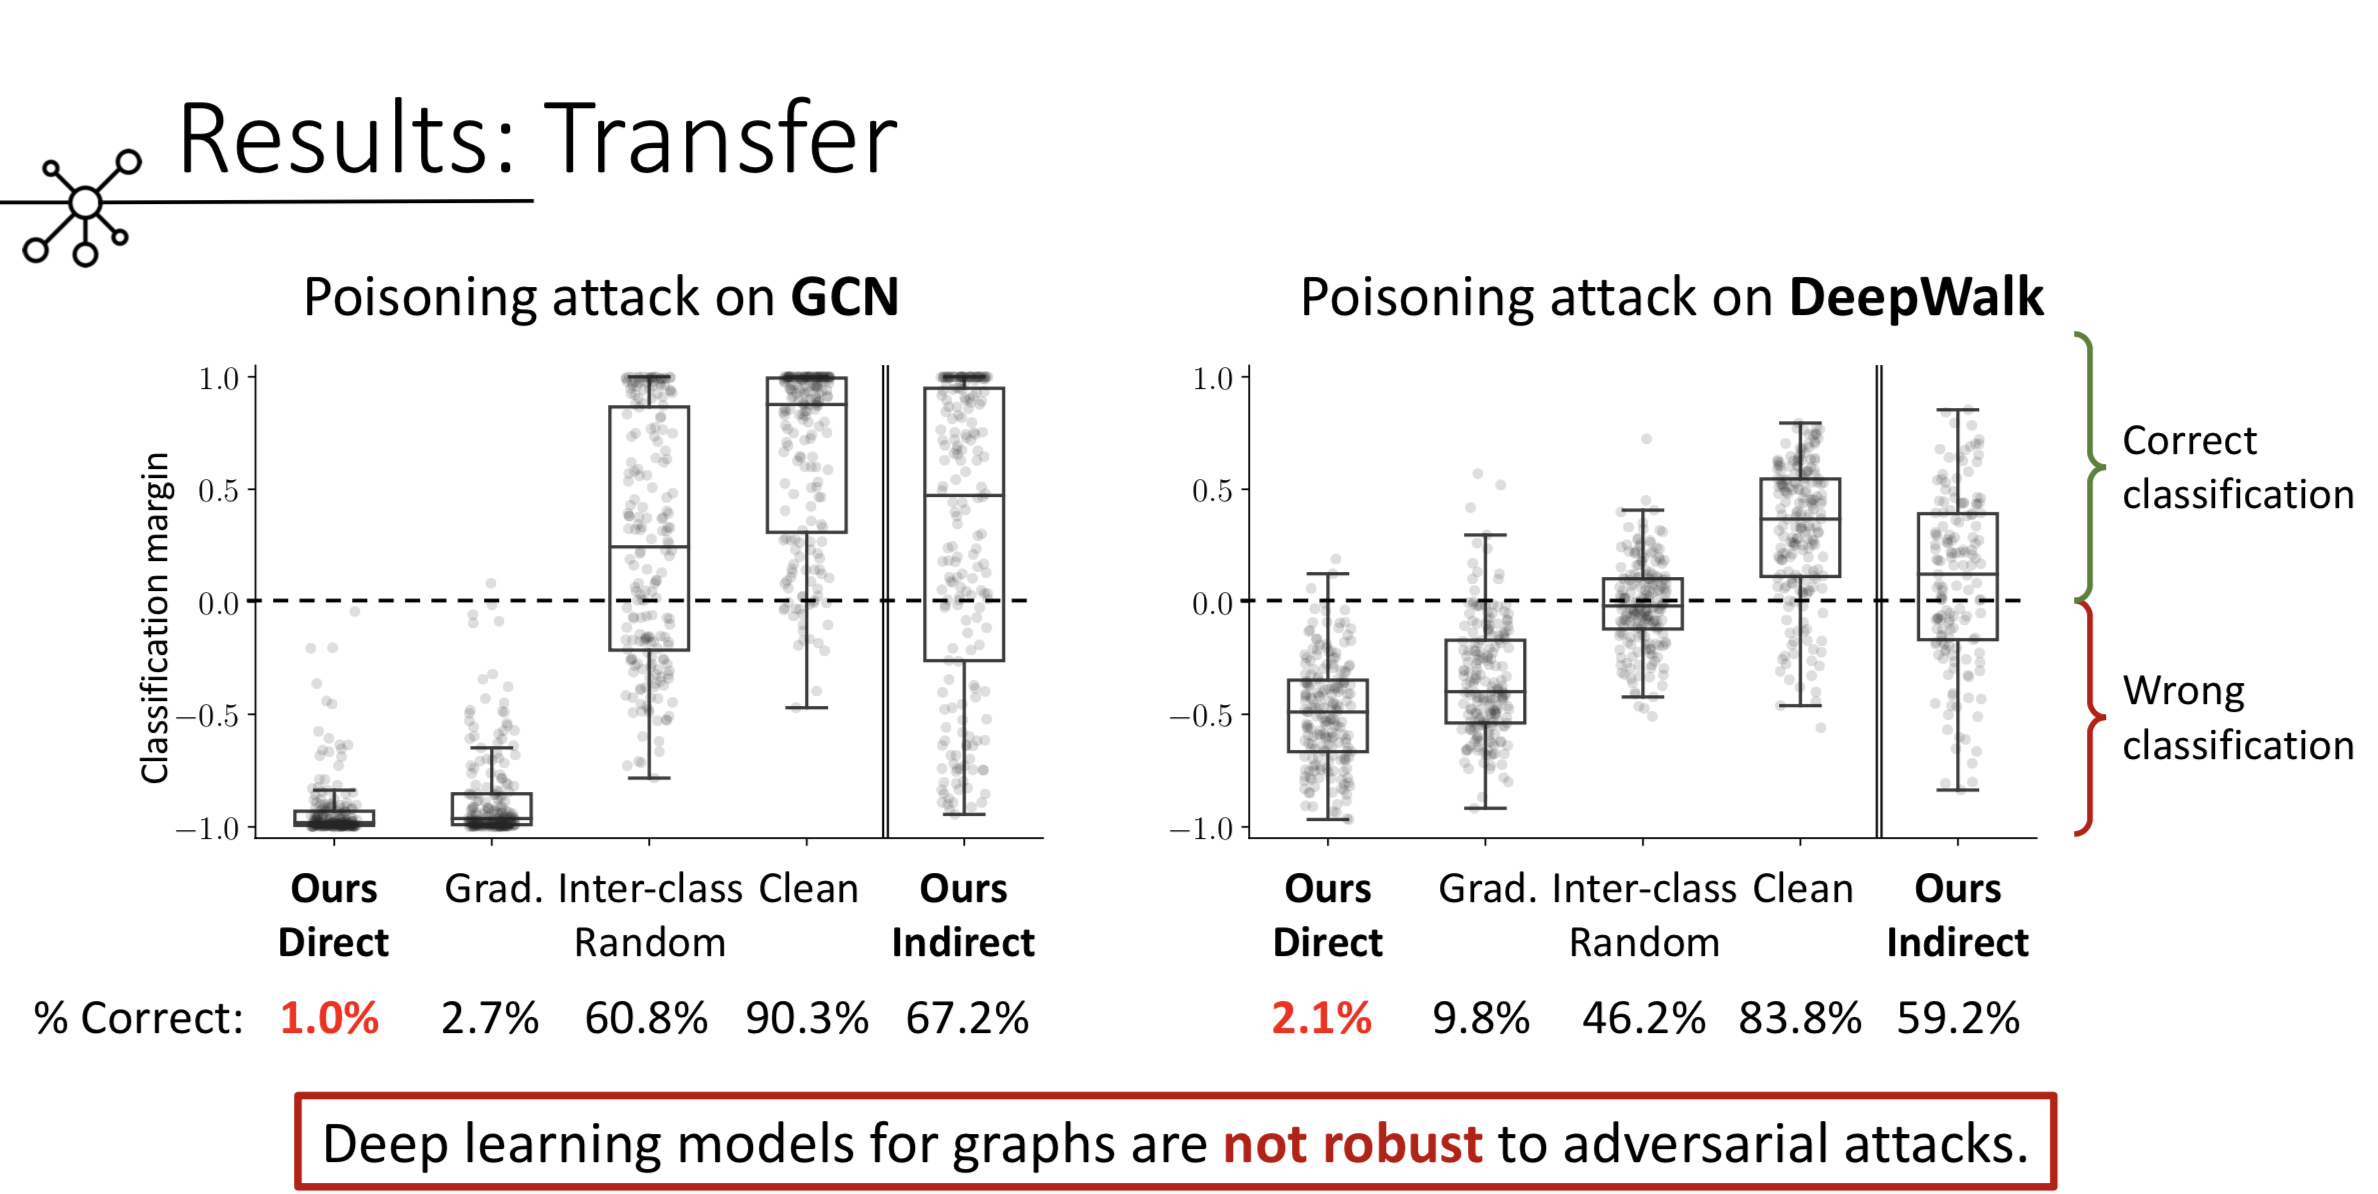 Results: Transfer
Poisoning attack on GCN
Classification margin
1.0
0.5
0.0
−0.5
−1.0
Ours Direct
Grad.
Inter-class Random
Clean
Ours Indirect
% Correct: 1.0% 2.7% 60.8% 90.3% 67.2%
Poisoning attack on DeepWalk
1.0
0.5
0.0
−0.5
−1.0
Correct
classification
Wrong
classification
Ours Direct
Grad.
Inter-class Random
Clean
Ours Indirect
2.1% 9.8% 46.2% 83.8% 59.2%
Deep learning models for graphs are not robust to adversarial attacks.